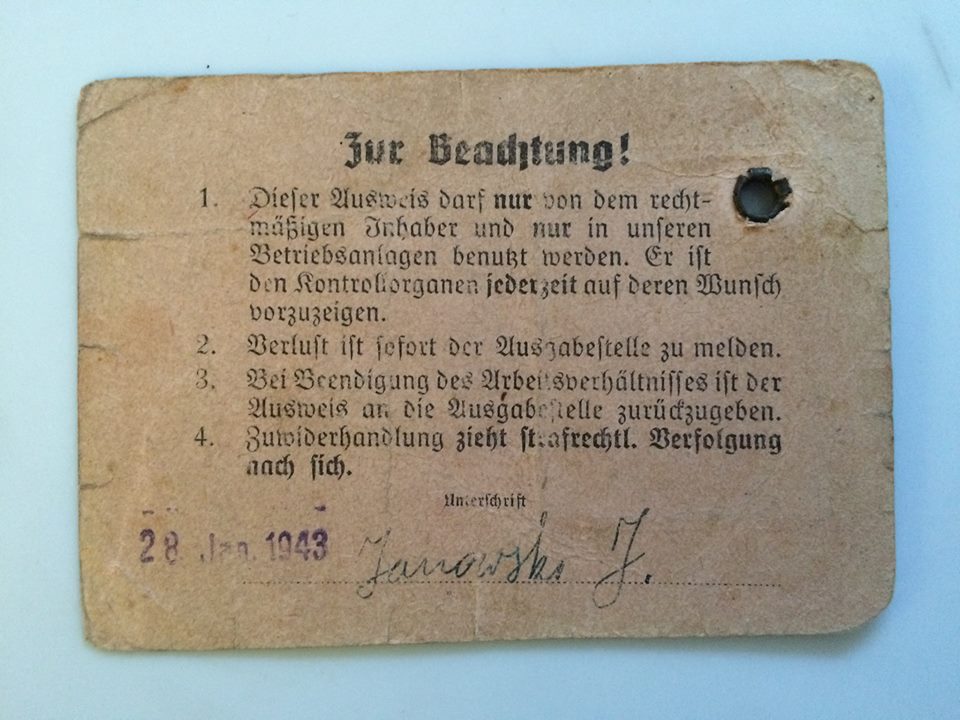 Zur Beachtung!
1. Dieser Ausweis darf nur von dem recht-
mäßigen Inhaber und nur in unseren
Betriebsanlagen benutzt werden. Er ist
den Kontrollorganen jederzeit auf deren Wunsch
vorzuzeigen.
2. Verlust ist sofort der Ausgabestelle zu melden.
3. Bei Beendigung des Arbeitsverhältnisses ist der
Ausweis an die Ausgabestelle zurückzugeben.
4. Zuwiderhandlung zieht strafrechtl. Verfolgung
nach sich.
Unterschrift
28. Jan. 1943
J.